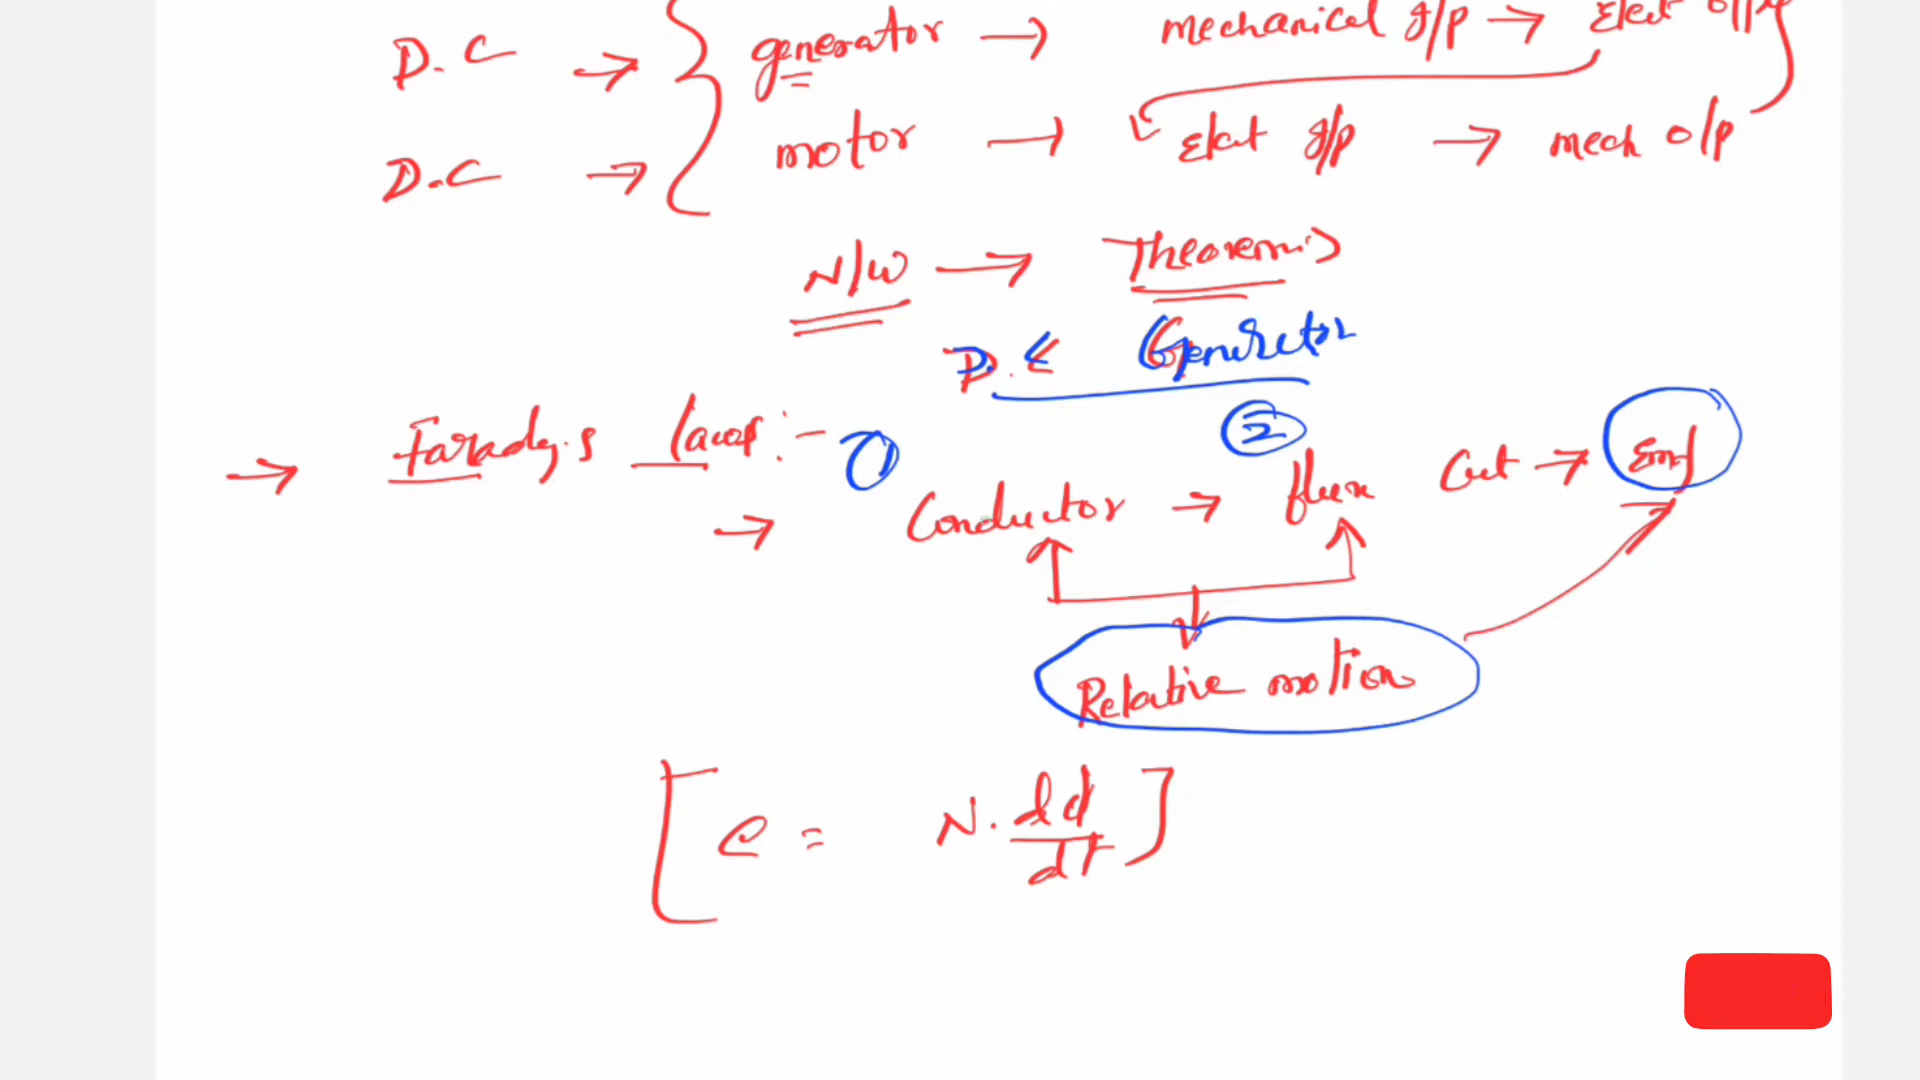 D.C → { generator → mechanical I/p → Elect o/p
D.C → motor → Elect I/p → mech o/p
N/W → Theorems
D.C Generator
→ Faraday's laws :- ① ②
→ Conductor → flux Cut → Emf
Relative motion
[ e = N. dϕ/dt ]